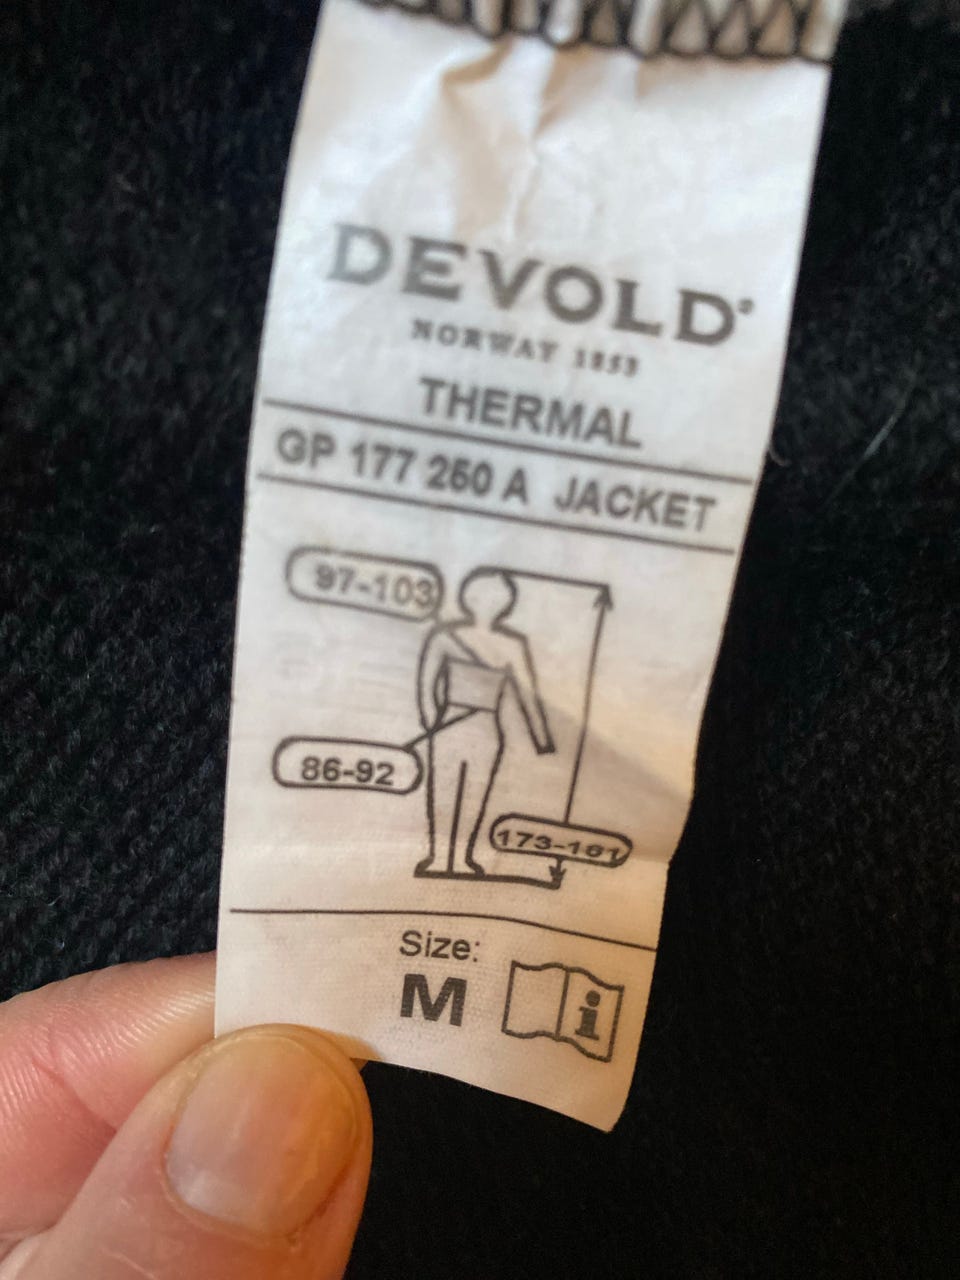 DEVOLD®
NORWAY 1853
THERMAL
GP 177 260 A JACKET
97-103
86-92
173-181
Size:
M
i